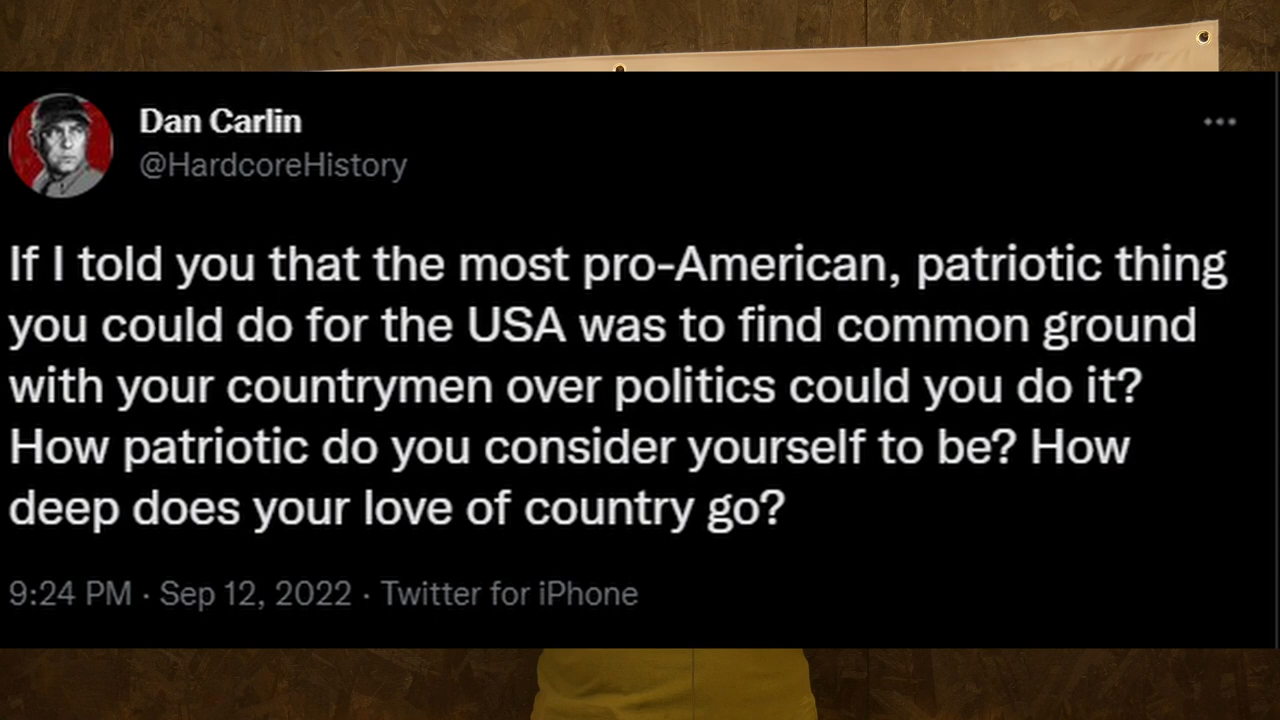 Dan Carlin
@HardcoreHistory
If I told you that the most pro-American, patriotic thing
you could do for the USA was to find common ground
with your countrymen over politics could you do it?
How patriotic do you consider yourself to be? How
deep does your love of country go?
9:24 PM · Sep 12, 2022 · Twitter for iPhone